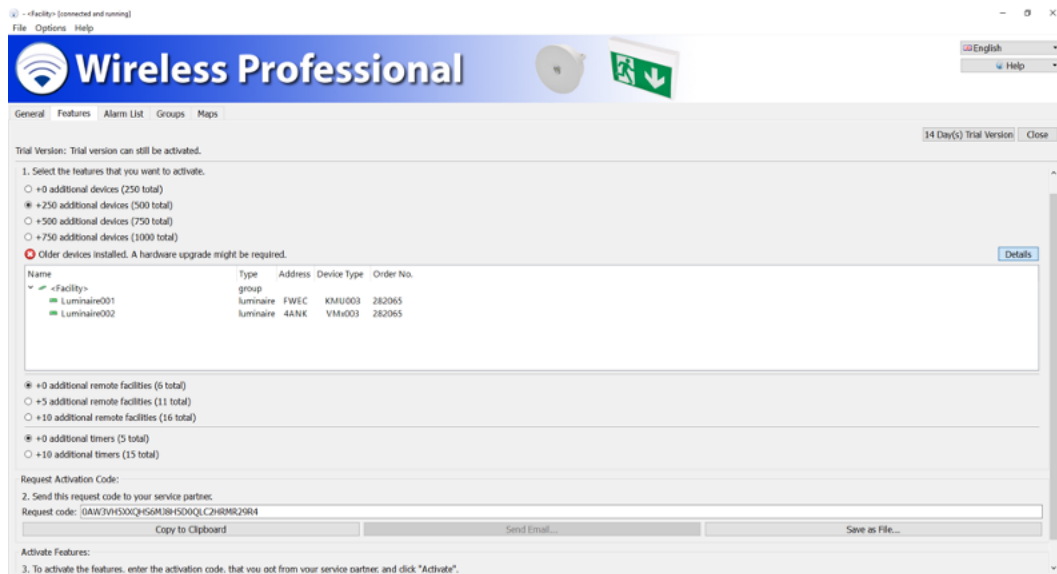 - <Facility> [connected and running]
File Options Help
Wireless Professional
English
Help
General Features Alarm List Groups Maps
14 Day(s) Trial Version Close
Trial Version: Trial version can still be activated.
1. Select the features that you want to activate.
+0 additional devices (250 total)
+250 additional devices (500 total)
+500 additional devices (750 total)
+750 additional devices (1000 total)
Older devices installed. A hardware upgrade might be required.
Details
Name Type Address Device Type Order No.
<Facility> group
Luminaire001 luminaire FWEC KMU003 282065
Luminaire002 luminaire 4ANK VMx003 282065
+0 additional remote facilities (6 total)
+5 additional remote facilities (11 total)
+10 additional remote facilities (16 total)
+0 additional timers (5 total)
+10 additional timers (15 total)
Request Activation Code:
2. Send this request code to your service partner.
Request code: 0AW3VH5XXQHS6M38H5D0QLC2HRMR29R4
Copy to Clipboard Send Email... Save as File...
Activate Features:
3. To activate the features, enter the activation code, that you got from your service partner, and click "Activate".